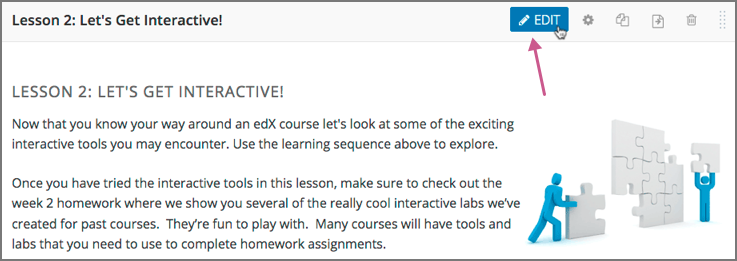 Lesson 2: Let's Get Interactive!
EDIT
LESSON 2: LET'S GET INTERACTIVE!
Now that you know your way around an edX course let's look at some of the exciting
interactive tools you may encounter. Use the learning sequence above to explore.
Once you have tried the interactive tools in this lesson, make sure to check out the
week 2 homework where we show you several of the really cool interactive labs we've
created for past courses. They're fun to play with. Many courses will have tools and
labs that you need to use to complete homework assignments.